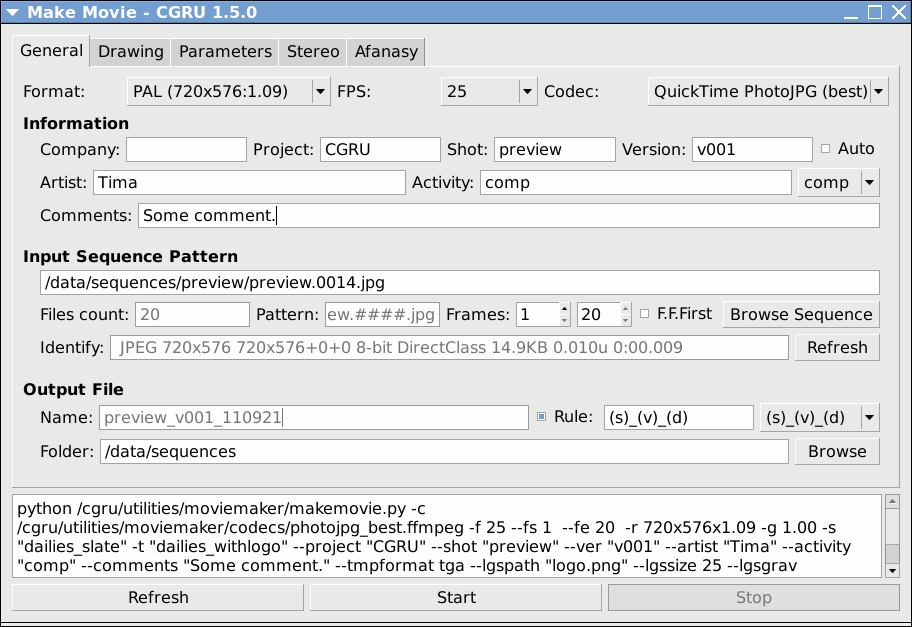 Make Movie - CGRU 1.5.0
General Drawing Parameters Stereo Afanasy
Format: PAL (720x576:1.09) FPS: 25 Codec: QuickTime PhotoJPG (best)
Information
Company: Project: CGRU Shot: preview Version: v001 Auto
Artist: Tima Activity: comp comp
Comments: Some comment.
Input Sequence Pattern
/data/sequences/preview/preview.0014.jpg
Files count: 20 Pattern: ew.####.jpg Frames: 1 20 F.F.First Browse Sequence
Identify: JPEG 720x576 720x576+0+0 8-bit DirectClass 14.9KB 0.010u 0:00.009 Refresh
Output File
Name: preview_v001_110921 Rule: (s)_(v)_(d) (s)_(v)_(d)
Folder: /data/sequences Browse
python /cgru/utilities/moviemaker/makemovie.py -c
/cgru/utilities/moviemaker/codecs/photojpg_best.ffmpeg -f 25 --fs 1 --fe 20 -r 720x576x1.09 -g 1.00 -s
"dailies_slate" -t "dailies_withlogo" --project "CGRU" --shot "preview" --ver "v001" --artist "Tima" --activity
"comp" --comments "Some comment." --tmpformat tga --lgspath "logo.png" --lgssize 25 --lgsgrav
Refresh Start Stop